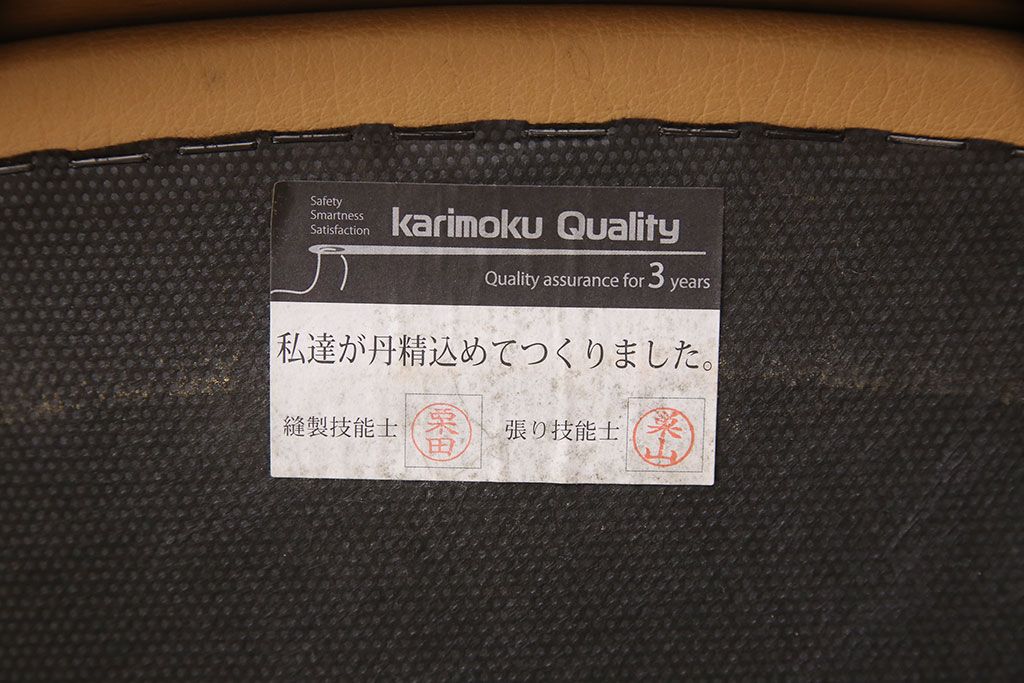 Safety
Smartness
Satisfaction
karimoku Quality
Quality assurance for 3 years
私達が丹精込めてつくりました。
縫製技能士 栗田 張り技能士 栄山